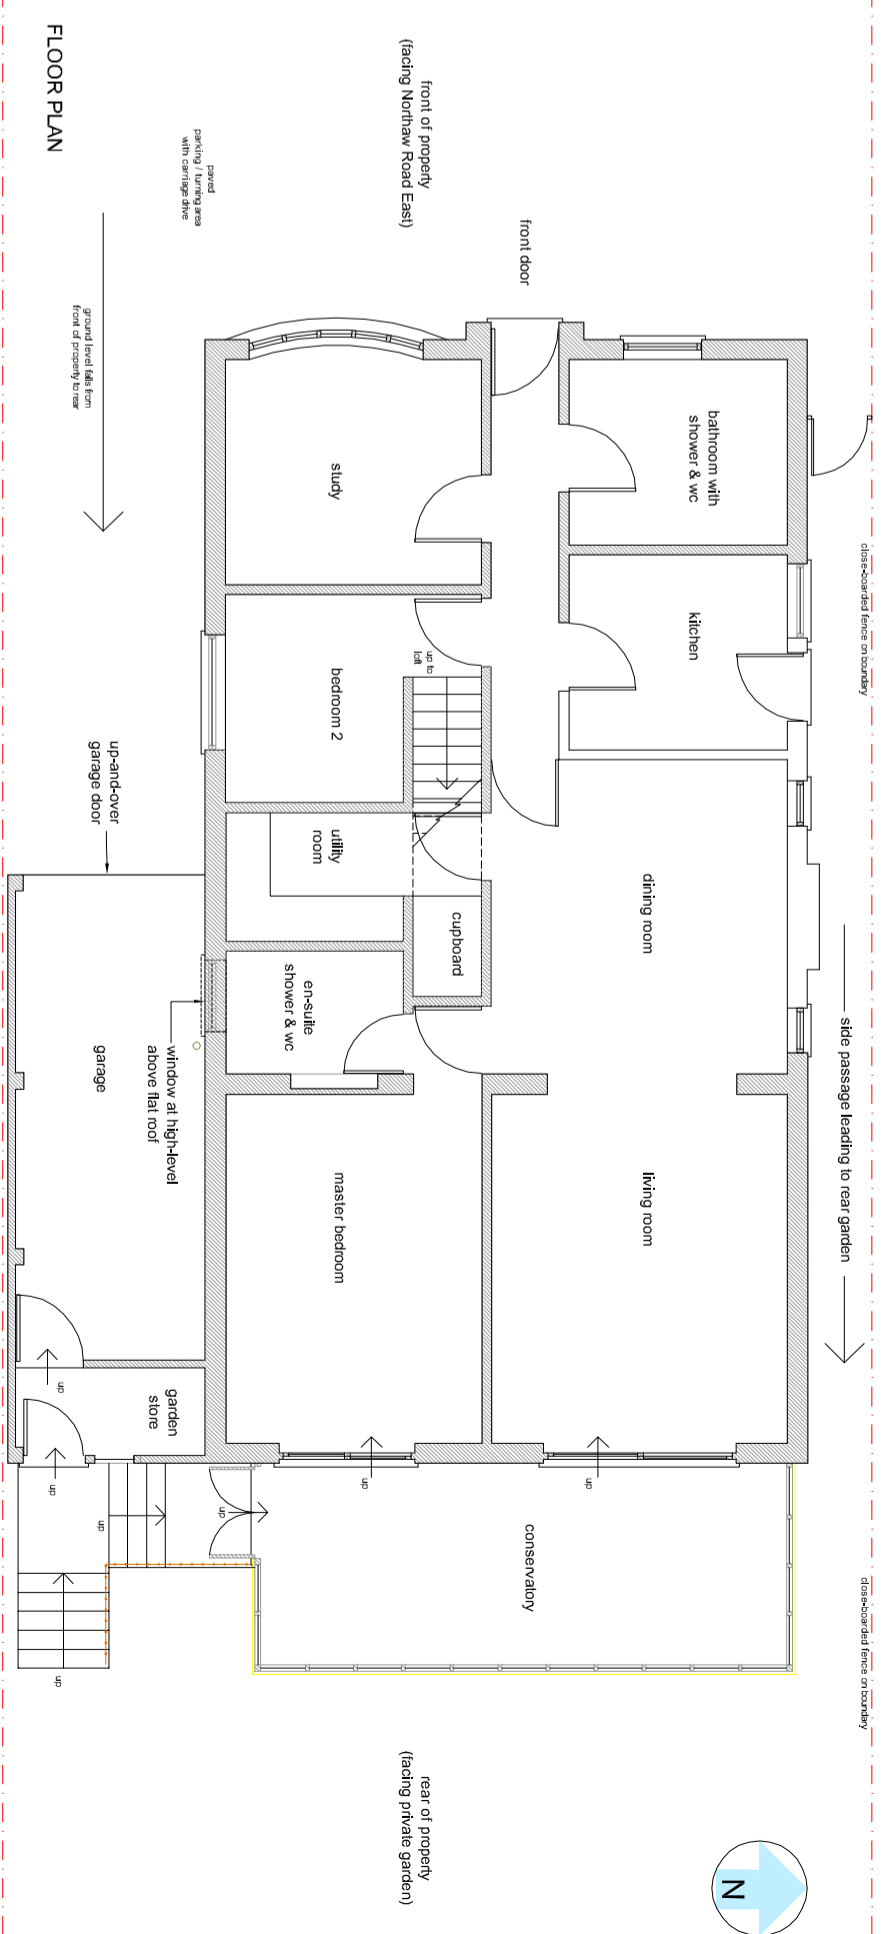 FLOOR PLAN
front of property
(facing Northaw Road East)
paved
parking / turning area
with carriage drive
ground level falls from
front of property to rear
front door
bathroom with
shower & wc
study
kitchen
close-boarded fence on boundary
up to
loft
bedroom 2
up-and-over
garage door
utility
room
cupboard
dining room
en-suite
shower & wc
window at high-level
above flat roof
garage
side passage leading to rear garden
living room
master bedroom
garden
store
up
up
up
up
up
up
up
conservatory
close-boarded fence on boundary
rear of property
(facing private garden)
N